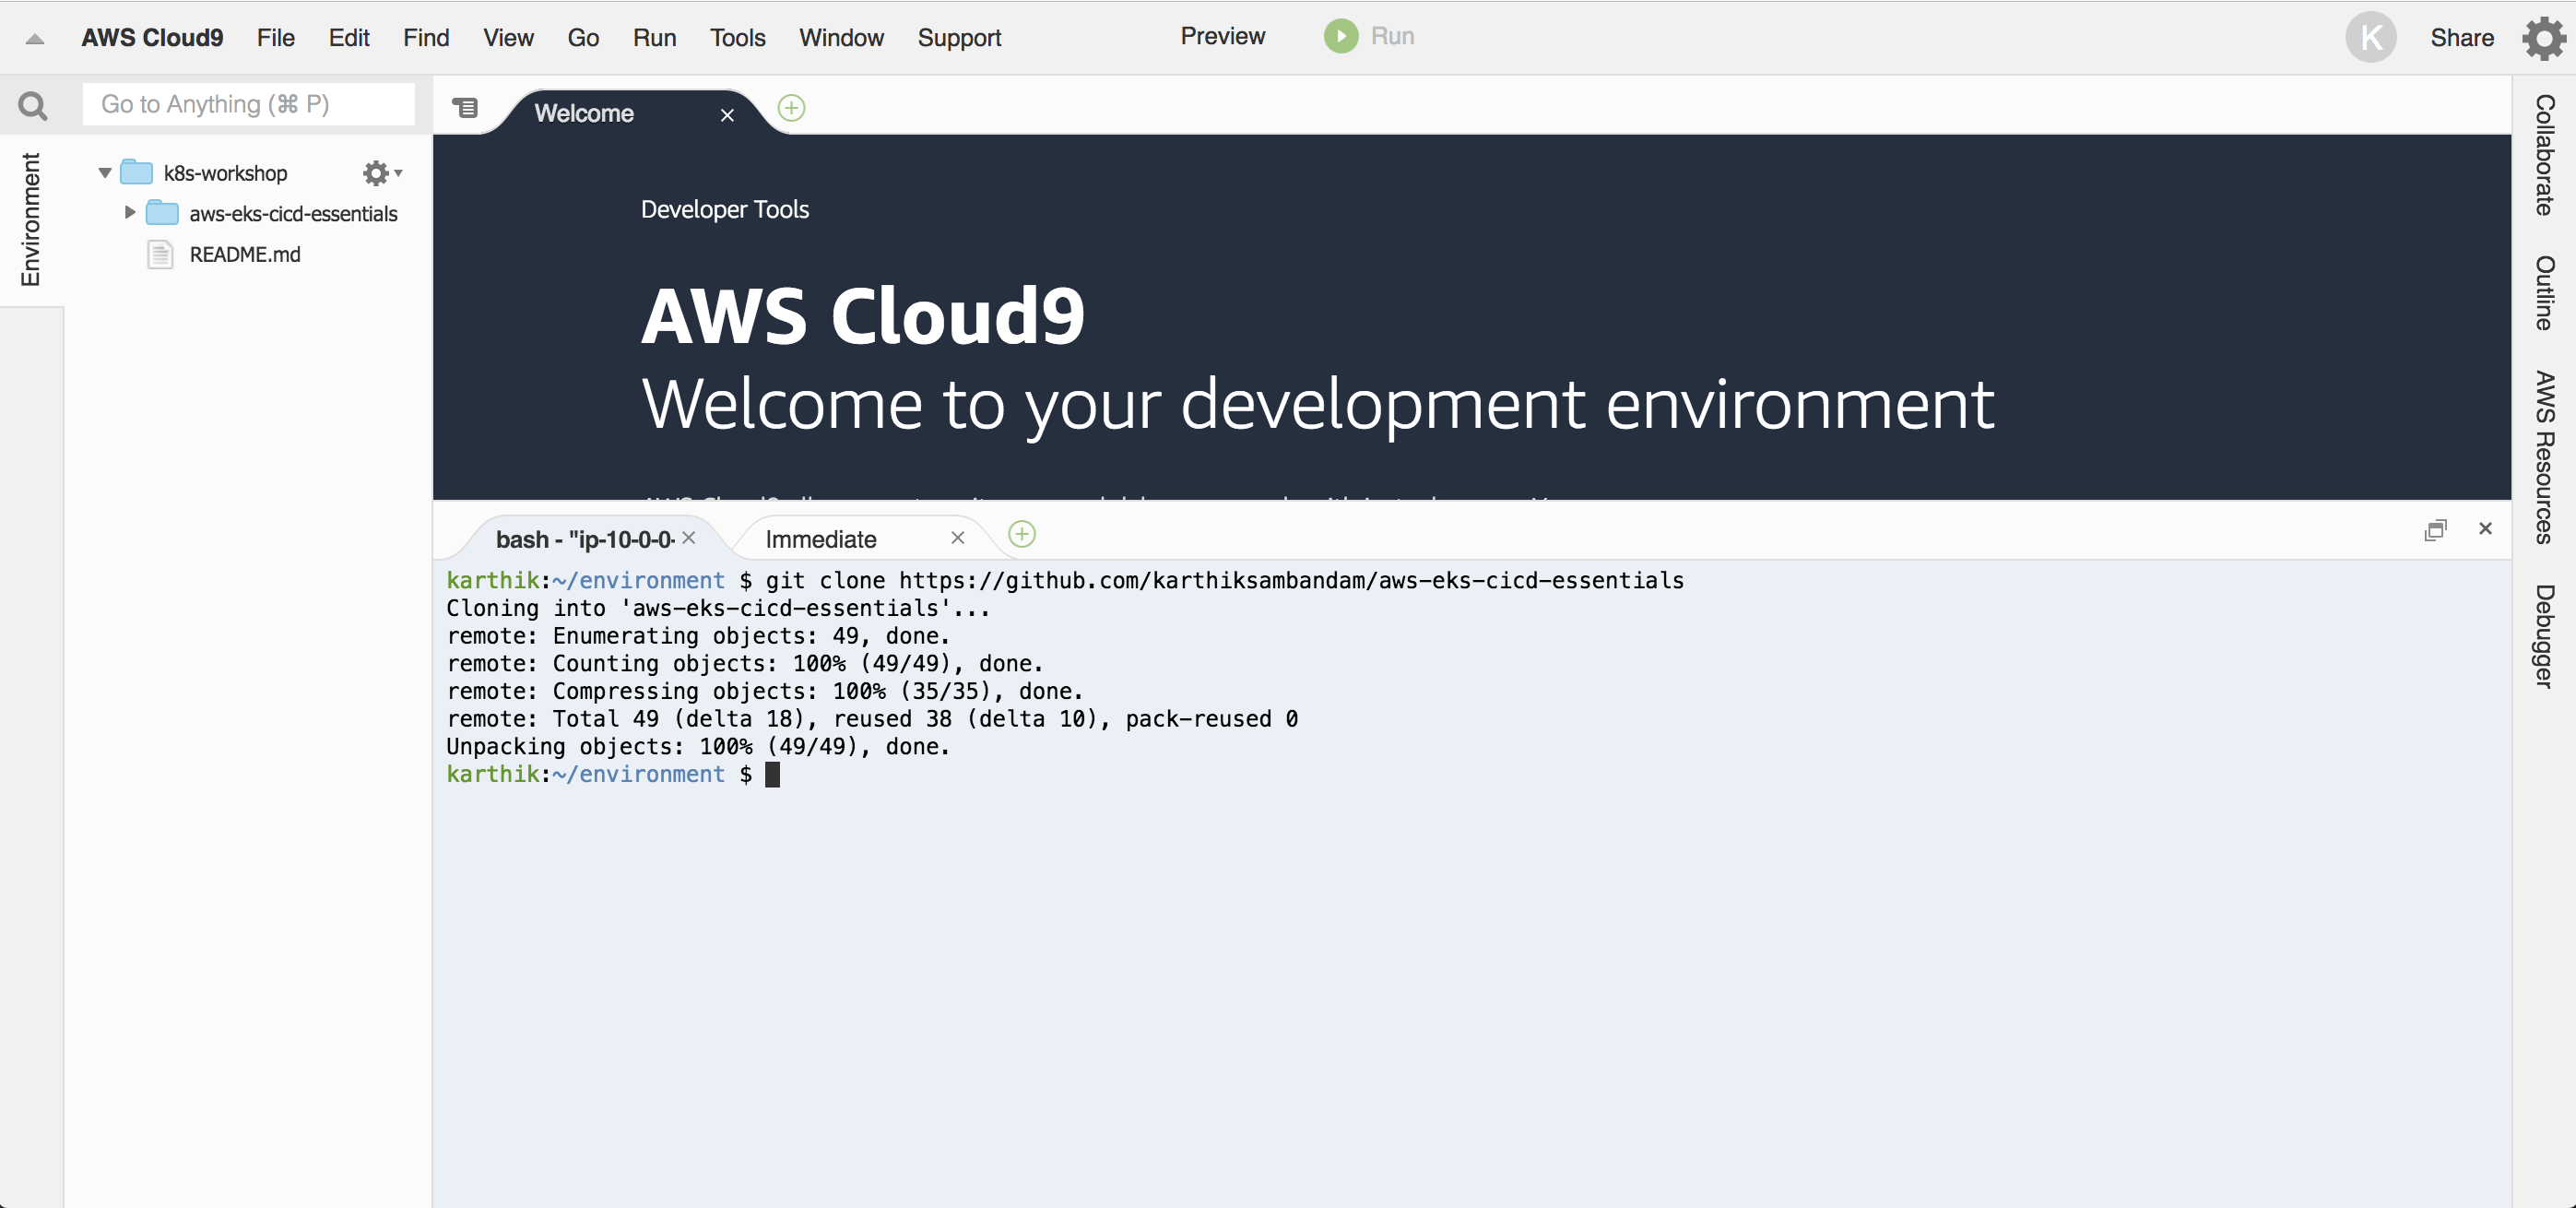 AWS Cloud9 File Edit Find View Go Run Tools Window Support Preview Run K Share
Go to Anything (⌘ P)
Welcome
Environment
k8s-workshop
aws-eks-cicd-essentials
README.md
Developer Tools
AWS Cloud9
Welcome to your development environment
bash - "ip-10-0-0-
Immediate
karthik:~/environment $ git clone https://github.com/karthiksambandam/aws-eks-cicd-essentials
Cloning into 'aws-eks-cicd-essentials'...
remote: Enumerating objects: 49, done.
remote: Counting objects: 100% (49/49), done.
remote: Compressing objects: 100% (35/35), done.
remote: Total 49 (delta 18), reused 38 (delta 10), pack-reused 0
Unpacking objects: 100% (49/49), done.
karthik:~/environment $
Collaborate
Outline
AWS Resources
Debugger